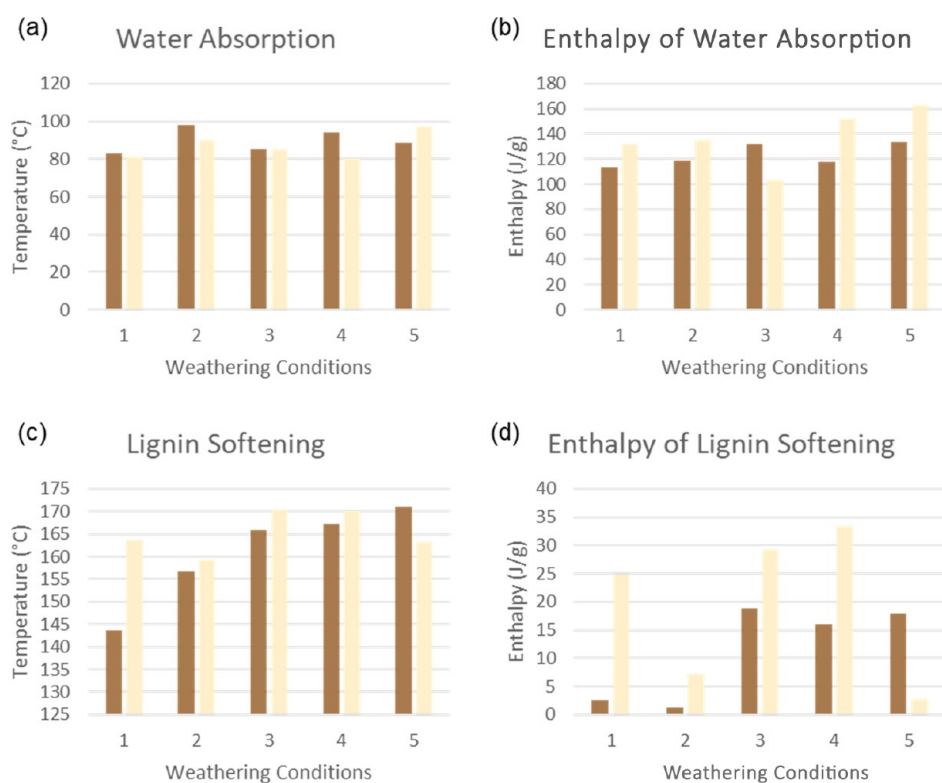 (a)
Water Absorption
Temperature (°C)
120
100
80
60
40
20
0
1 2 3 4 5
Weathering Conditions
(b)
Enthalpy of Water Absorption
Enthalpy (J/g)
180
160
140
120
100
80
60
40
20
0
1 2 3 4 5
Weathering Conditions
(c)
Lignin Softening
Temperature (°C)
175
170
165
160
155
150
145
140
135
130
125
1 2 3 4 5
Weathering Conditions
(d)
Enthalpy of Lignin Softening
Enthalpy (J/g)
40
35
30
25
20
15
10
5
0
1 2 3 4 5
Weathering Conditions